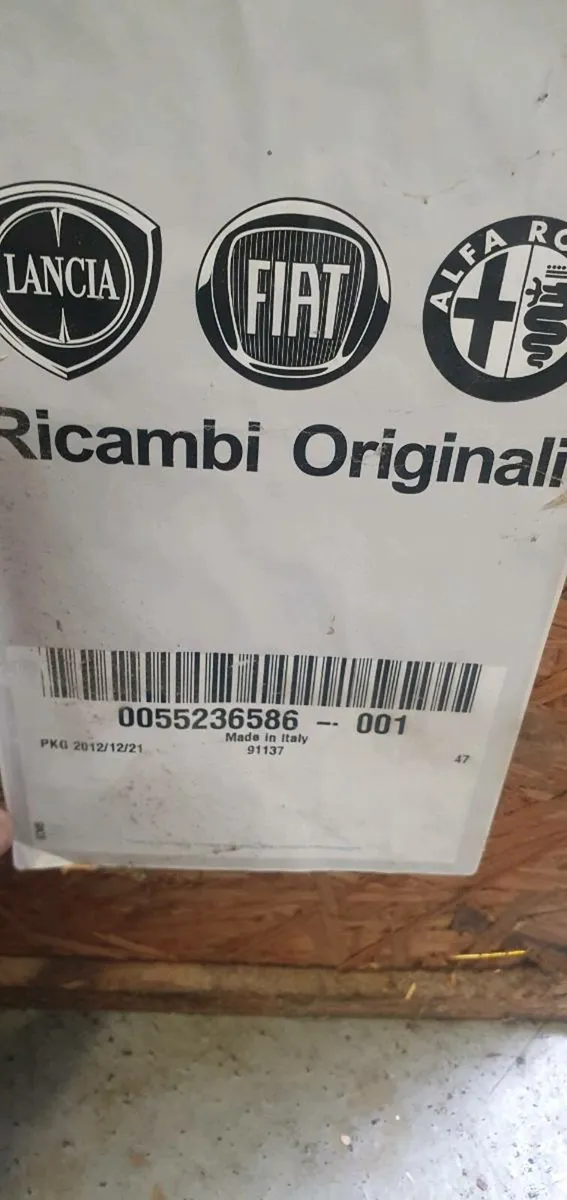 LANCIA
FIAT
ALFA RO
Ricambi Originali
0055236586 -- 001
Made in Italy
PKG 2012/12/21
91137
47